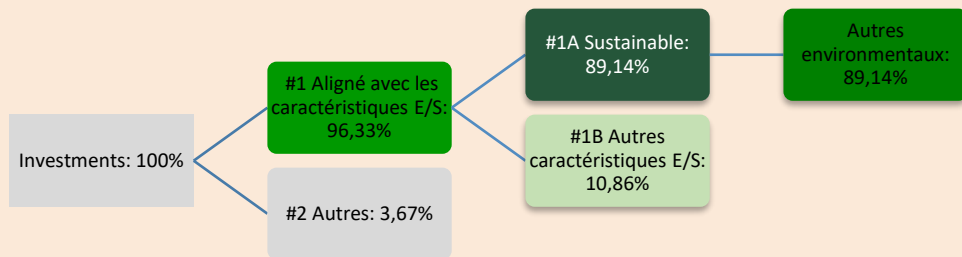 Investments: 100%
#1 Aligné avec les
caractéristiques E/S:
96,33%
#2 Autres: 3,67%
#1A Sustainable:
89,14%
#1B Autres
caractéristiques E/S:
10,86%
Autres
environmentaux:
89,14%